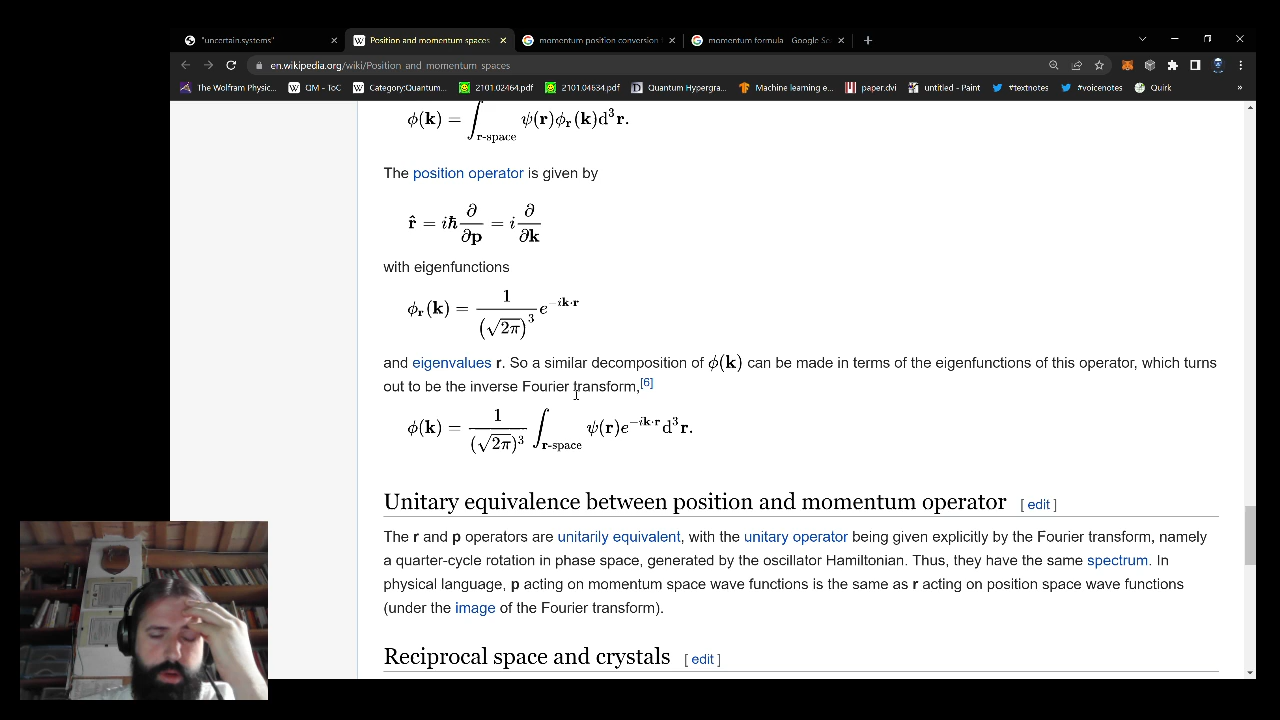 "uncertain.systems"
Position and momentum spaces
momentum position conversion
momentum formula - Google Se
en.wikipedia.org/wiki/Position and momentum spaces
The Wolfram Physic...
QM - ToC
Category:Quantum...
2101.02464.pdf
2101.04634.pdf
Quantum Hypergra...
Machine learning e...
paper.dvi
untitled - Paint
#textnotes
#voicenotes
Quirk
»
ϕ(k) = ∫r-space ψ(r)ϕr(k)d³r.
The position operator is given by
r̂ = iħ ∂/∂p = i ∂/∂k
with eigenfunctions
ϕr(k) = 1/(√2π)³ e^−ik·r
and eigenvalues r. So a similar decomposition of ϕ(k) can be made in terms of the eigenfunctions of this operator, which turns
out to be the inverse Fourier transform,[6]
ϕ(k) = 1/(√2π)³ ∫r-space ψ(r)e^−ik·r d³r.
Unitary equivalence between position and momentum operator [ edit ]
The r and p operators are unitarily equivalent, with the unitary operator being given explicitly by the Fourier transform, namely
a quarter-cycle rotation in phase space, generated by the oscillator Hamiltonian. Thus, they have the same spectrum. In
physical language, p acting on momentum space wave functions is the same as r acting on position space wave functions
(under the image of the Fourier transform).
Reciprocal space and crystals [ edit ]